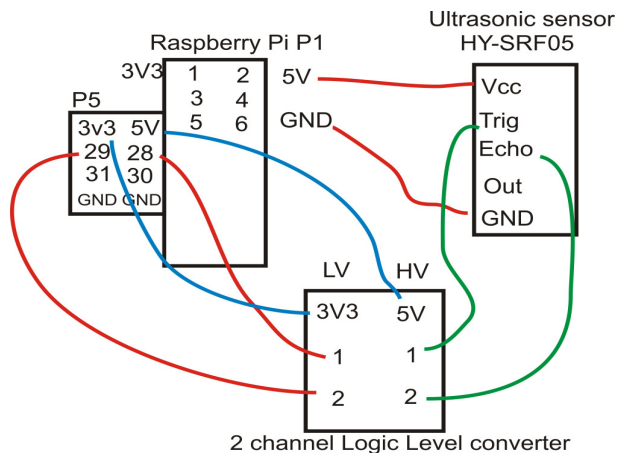 Ultrasonic sensor
HY-SRF05
Raspberry Pi P1
3V3 1 2 5V
3 4
5 6 GND
P5
3v3 5V
29 28
31 30
GND GND
Vcc
Trig
Echo
Out
GND
LV HV
3V3 5V
1 1
2 2
2 channel Logic Level converter